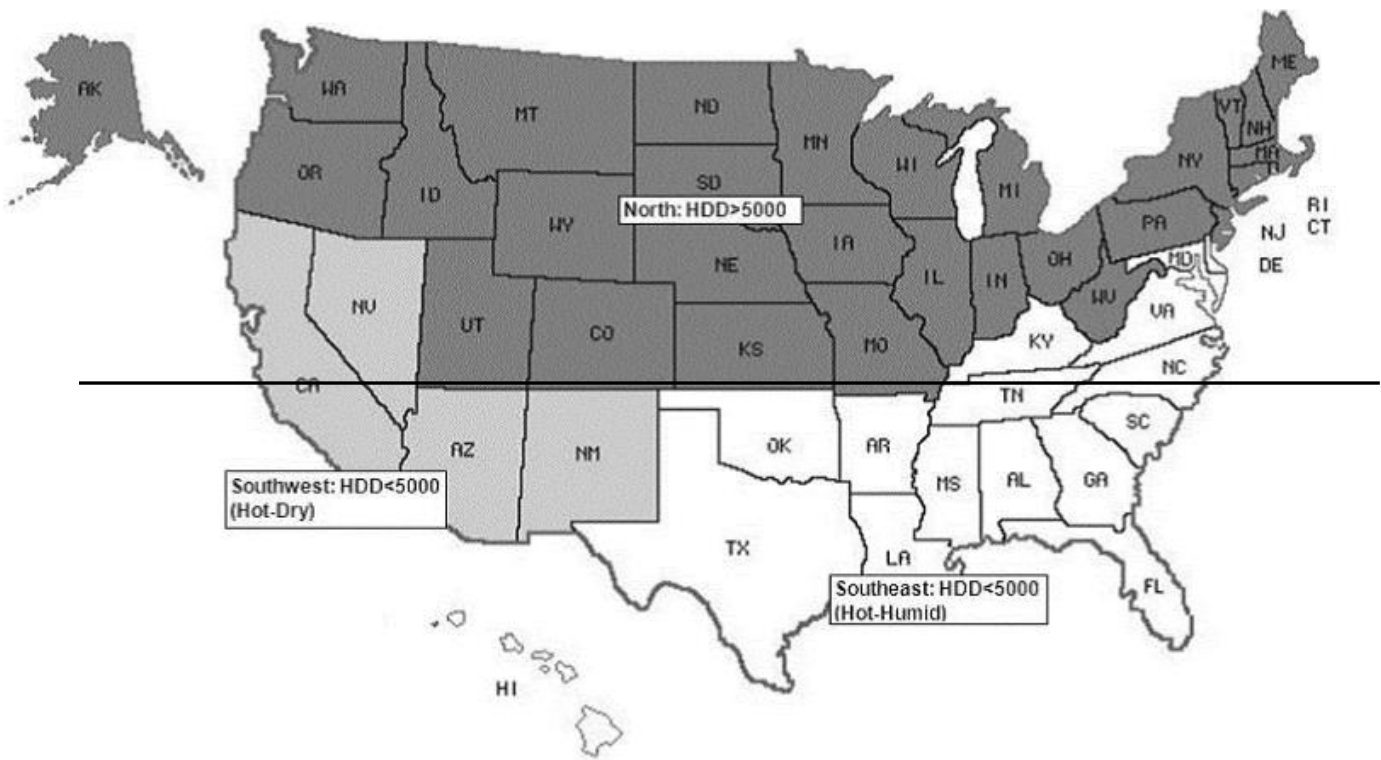 AK
WA
MT
ND
MN
ME
VT
NH
OR
ID
SD
WI
MI
NY
MA
North: HDD>5000
WY
IA
PA
RI
CT
NJ
DE
NE
IL
IN
OH
MD
WV
VA
NV
UT
CO
KS
MO
KY
CA
NC
TN
AZ
NM
OK
AR
SC
MS
AL
GA
Southwest: HDD<5000
(Hot-Dry)
TX
LA
FL
Southeast: HDD<5000
(Hot-Humid)
HI